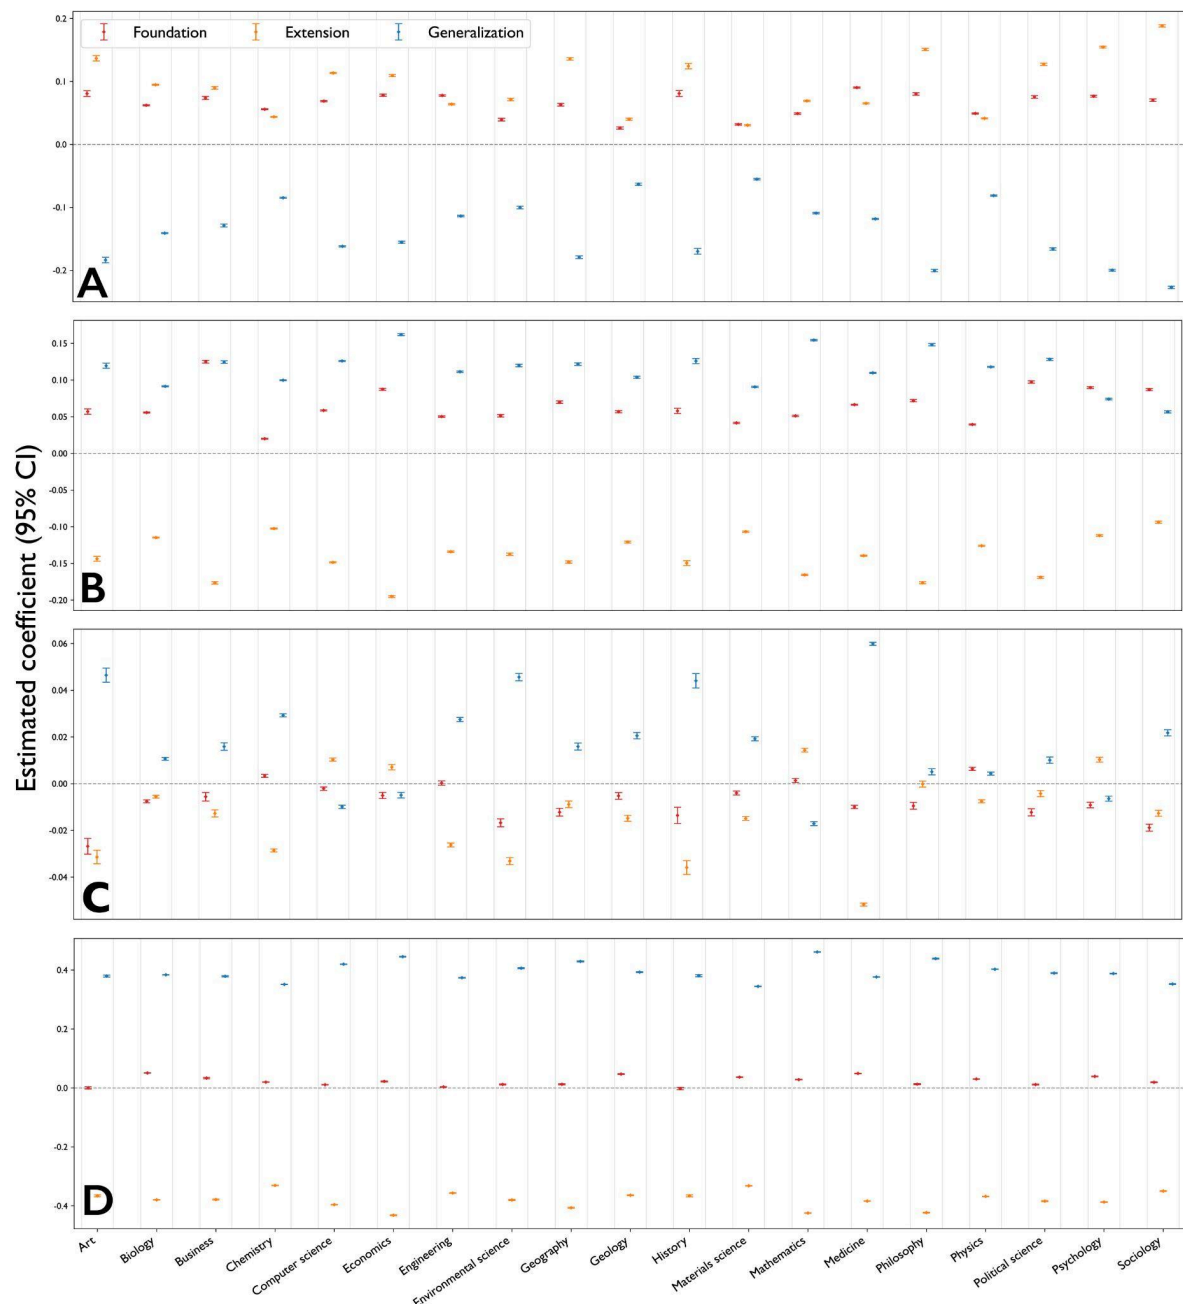 Foundation Extension Generalization
0.2
0.1
0.0
-0.1
-0.2
A
0.15
0.10
0.05
0.00
-0.05
-0.10
-0.15
-0.20
B
Estimated coefficient (95% CI)
0.06
0.04
0.02
0.00
-0.02
-0.04
C
0.4
0.2
0.0
-0.2
-0.4
D
Art
Biology
Business
Chemistry
Computer science
Economics
Engineering
Environmental science
Geography
Geology
History
Materials science
Mathematics
Medicine
Philosophy
Physics
Political science
Psychology
Sociology